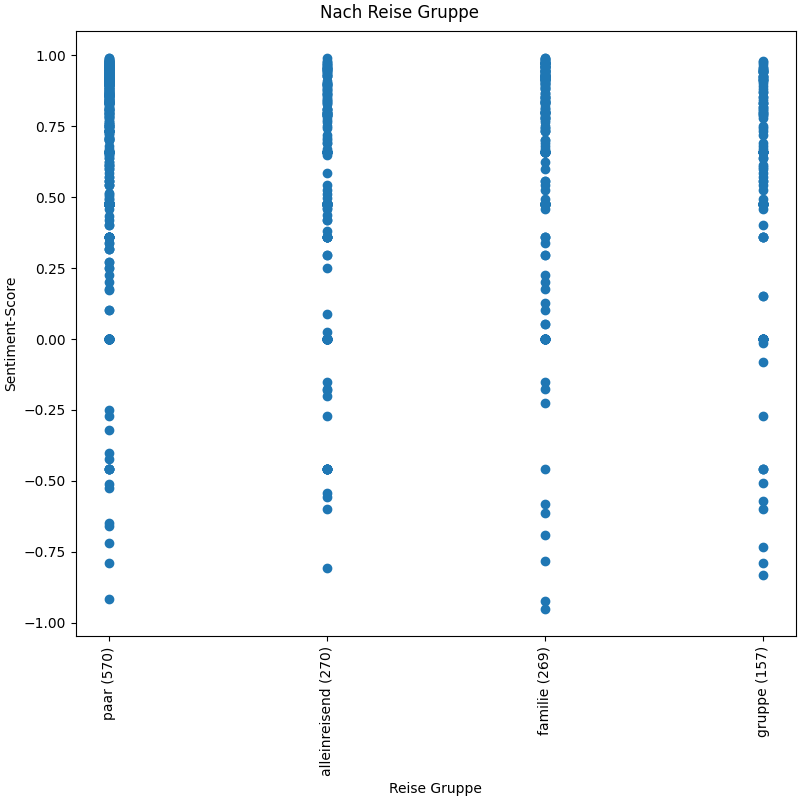 Nach Reise Gruppe
1.00
0.75
0.50
0.25
0.00
−0.25
−0.50
−0.75
−1.00
Sentiment-Score
paar (570)
alleinreisend (270)
familie (269)
gruppe (157)
Reise Gruppe